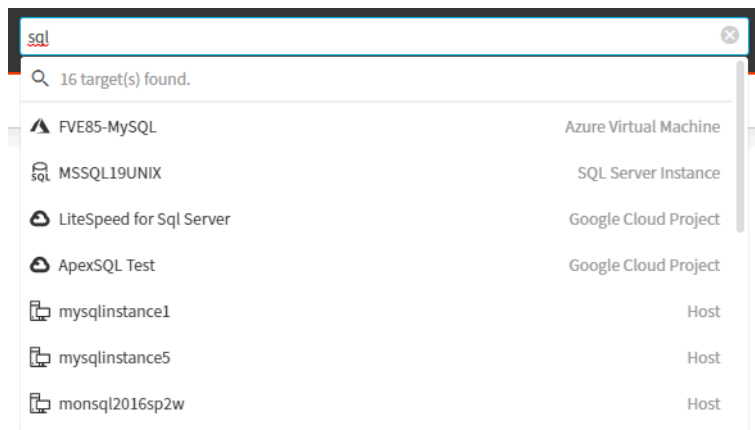 sql
16 target(s) found.
FVE85-MySQL Azure Virtual Machine
SQL MSSQL19UNIX SQL Server Instance
LiteSpeed for Sql Server Google Cloud Project
ApexSQL Test Google Cloud Project
mysqlinstance1 Host
mysqlinstance5 Host
monsql2016sp2w Host